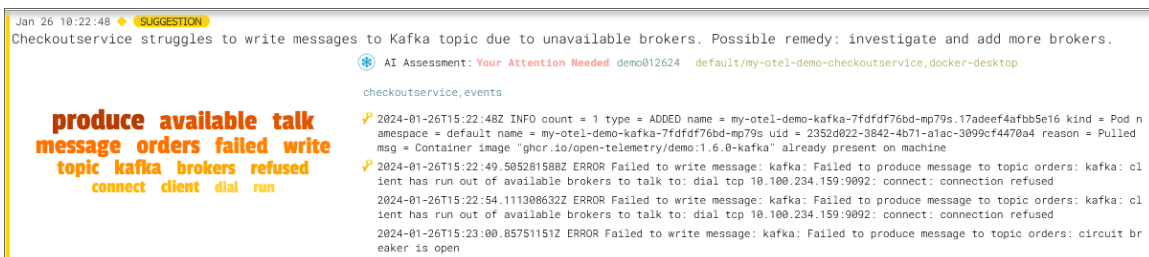 Jan 26 10:22:48 SUGGESTION
Checkoutservice struggles to write messages to Kafka topic due to unavailable brokers. Possible remedy: investigate and add more brokers.
AI Assessment: Your Attention Needed demo012624 default/my-otel-demo-checkoutservice,docker-desktop
checkoutservice,events
produce available talk
message orders failed write
topic kafka brokers refused
connect client dial run
2024-01-26T15:22:48Z INFO count = 1 type = ADDED name = my-otel-demo-kafka-7fdfdf76bd-mp79s.17adeef4afbb5e16 kind = Pod n
amespace = default name = my-otel-demo-kafka-7fdfdf76bd-mp79s uid = 2352d022-3842-4b71-a1ac-3099cf4470a4 reason = Pulled
msg = Container image "ghcr.io/open-telemetry/demo:1.6.0-kafka" already present on machine
2024-01-26T15:22:49.505281588Z ERROR Failed to write message: kafka: Failed to produce message to topic orders: kafka: cl
ient has run out of available brokers to talk to: dial tcp 10.100.234.159:9092: connect: connection refused
2024-01-26T15:22:54.111308632Z ERROR Failed to write message: kafka: Failed to produce message to topic orders: kafka: cl
ient has run out of available brokers to talk to: dial tcp 10.100.234.159:9092: connect: connection refused
2024-01-26T15:23:00.85751151Z ERROR Failed to write message: kafka: Failed to produce message to topic orders: circuit br
eaker is open